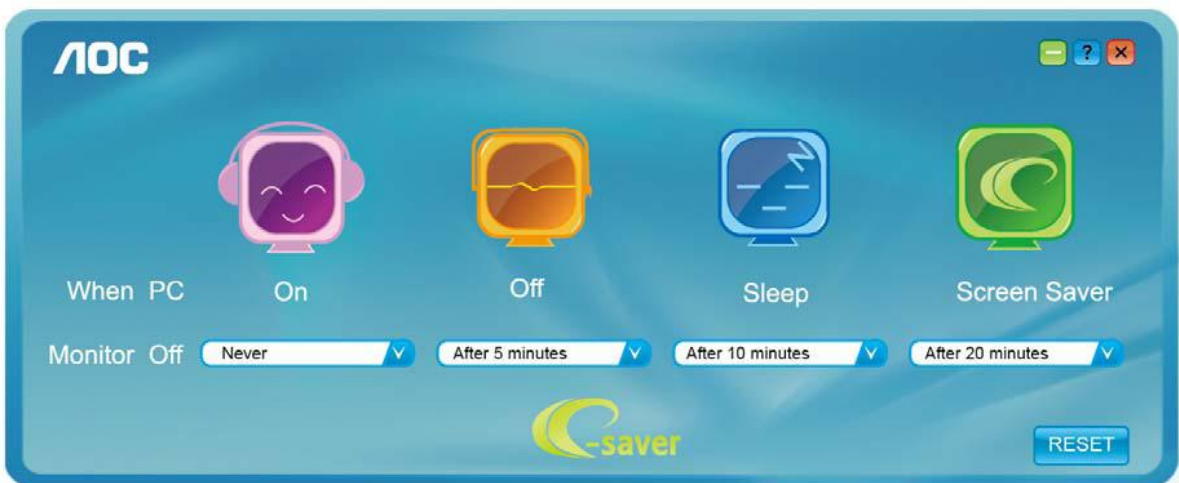 AOC
?
When PC On Off Sleep Screen Saver
Monitor Off Never After 5 minutes After 10 minutes After 20 minutes
e-saver
RESET